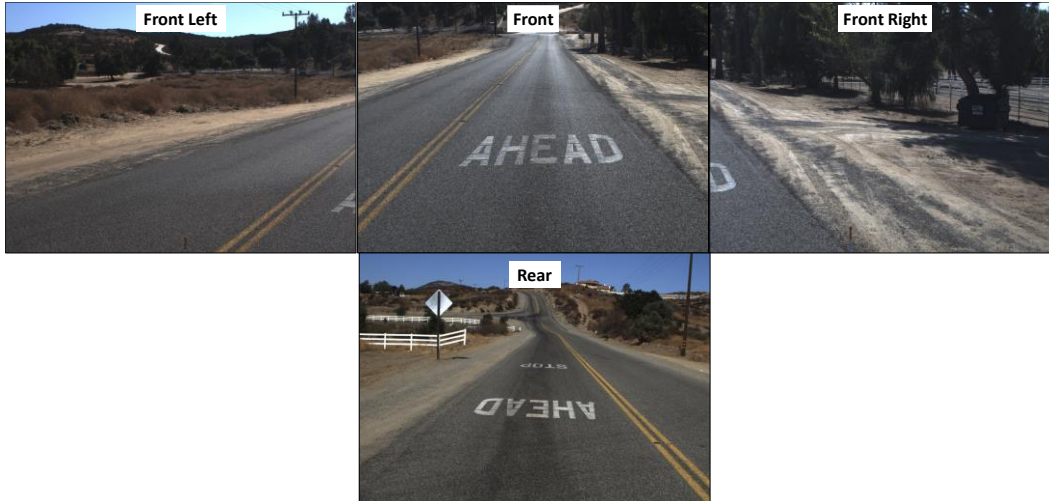 Front Left
Front
Front Right
AHEAD
D
Rear
STOP
AHEAD